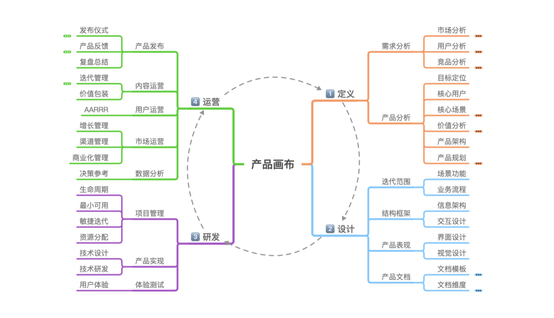 产品画布
1 定义
需求分析
市场分析
用户分析
竞品分析
产品分析
目标定位
核心用户
核心场景
价值分析
产品架构
产品规划
2 设计
迭代范围
场景功能
业务流程
结构框架
信息架构
交互设计
产品表现
界面设计
视觉设计
产品文档
文档模板
文档维度
3 研发
项目管理
生命周期
最小可用
敏捷迭代
资源分配
产品实现
技术设计
技术研发
体验测试
用户体验
4 运营
产品发布
发布仪式
产品反馈
复盘总结
内容运营
迭代管理
价值包装
用户运营
AARRR
市场运营
增长管理
渠道管理
商业化管理
数据分析
决策参考